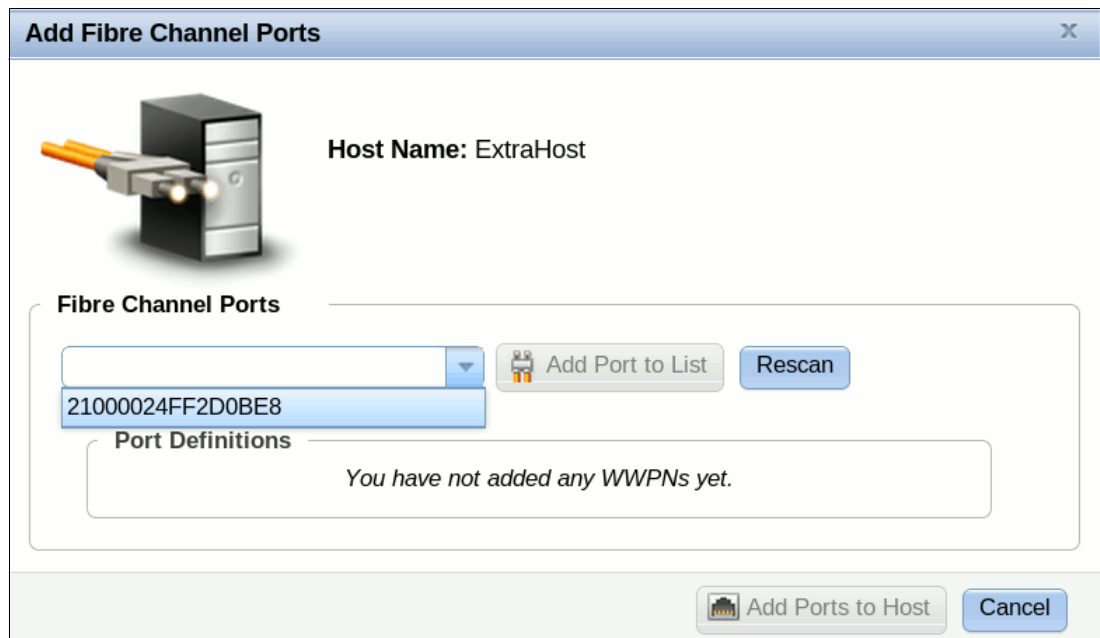 Add Fibre Channel Ports
x
Host Name: ExtraHost
Fibre Channel Ports
Add Port to List
Rescan
21000024FF2D0BE8
Port Definitions
You have not added any WWPNs yet.
Add Ports to Host
Cancel